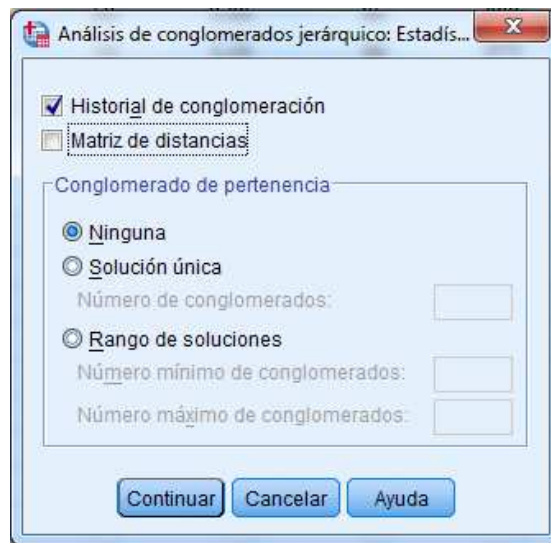 Análisis de conglomerados jerárquico: Estadís...
Historial de conglomeración
Matriz de distancias
Conglomerado de pertenencia
Ninguna
Solución única
Número de conglomerados:
Rango de soluciones
Número mínimo de conglomerados:
Número máximo de conglomerados:
Continuar Cancelar Ayuda